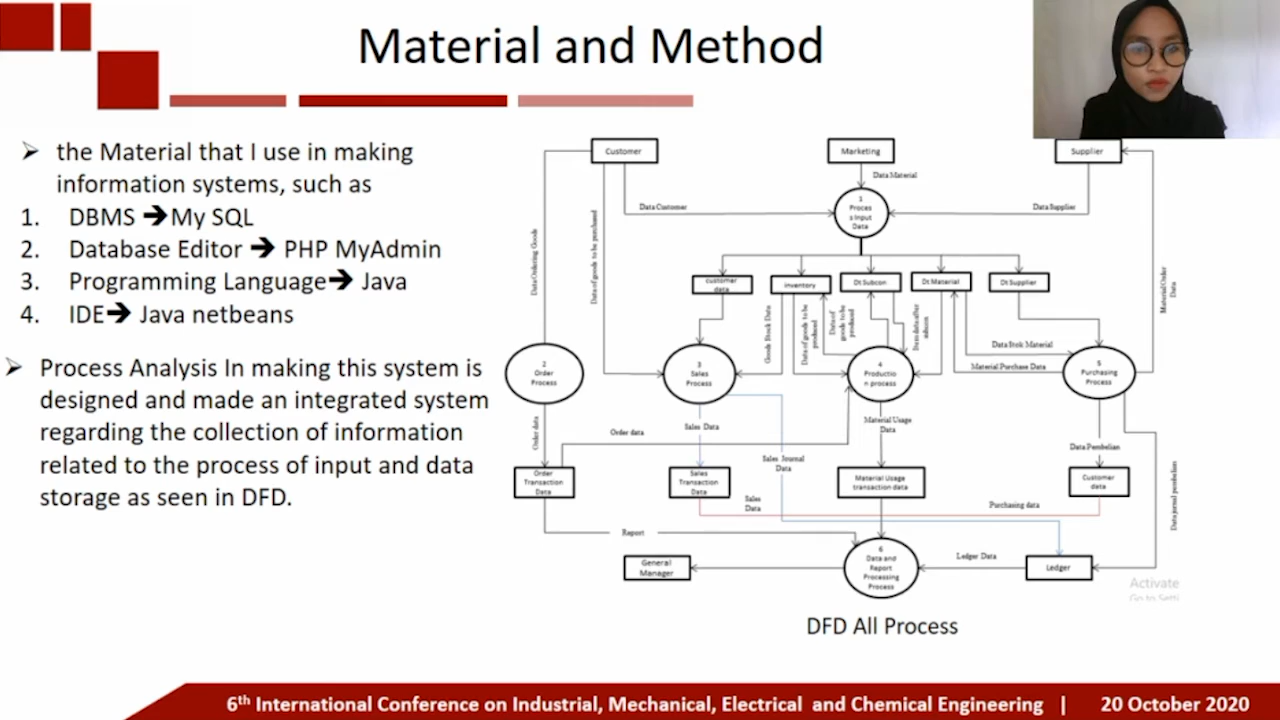 Material and Method
➢ the Material that I use in making
information systems, such as
1. DBMS ➔My SQL
2. Database Editor ➔ PHP MyAdmin
3. Programming Language➔ Java
4. IDE➔ Java netbeans
➢ Process Analysis In making this system is
designed and made an integrated system
regarding the collection of information
related to the process of input and data
storage as seen in DFD.
Customer
Marketing
Supplier
Data Material
Data Customer
1
Proces
s Input
Data
Data Supplier
Data Ordering Goods
Data of goods to be purchased
Material Order
Data
customer
data
inventory
Dt Subcon
Dt Material
Dt Supplier
Goods Stock Data
Data of goods to be
produced
Data of
goods to be
produced
Item data after
subcon
Data Stok Material
Material Purchase Data
2
Order
Process
3
Sales
Process
4
Productio
n process
5
Purchasing
Process
Order data
Order data
Sales Data
Material Usage
Data
Data Pembelian
Sales Journal
Data
Data jurnal pembelian
Order
Transaction
Data
Sales
Transaction
Data
Material Usage
transaction data
Customer
data
Sales
Data
Purchasing data
Report
General
Manager
6
Data and
Report
Processing
Process
Ledger Data
Ledger
Activate
Go to Setti
DFD All Process
6th International Conference on Industrial, Mechanical, Electrical and Chemical Engineering | 20 October 2020